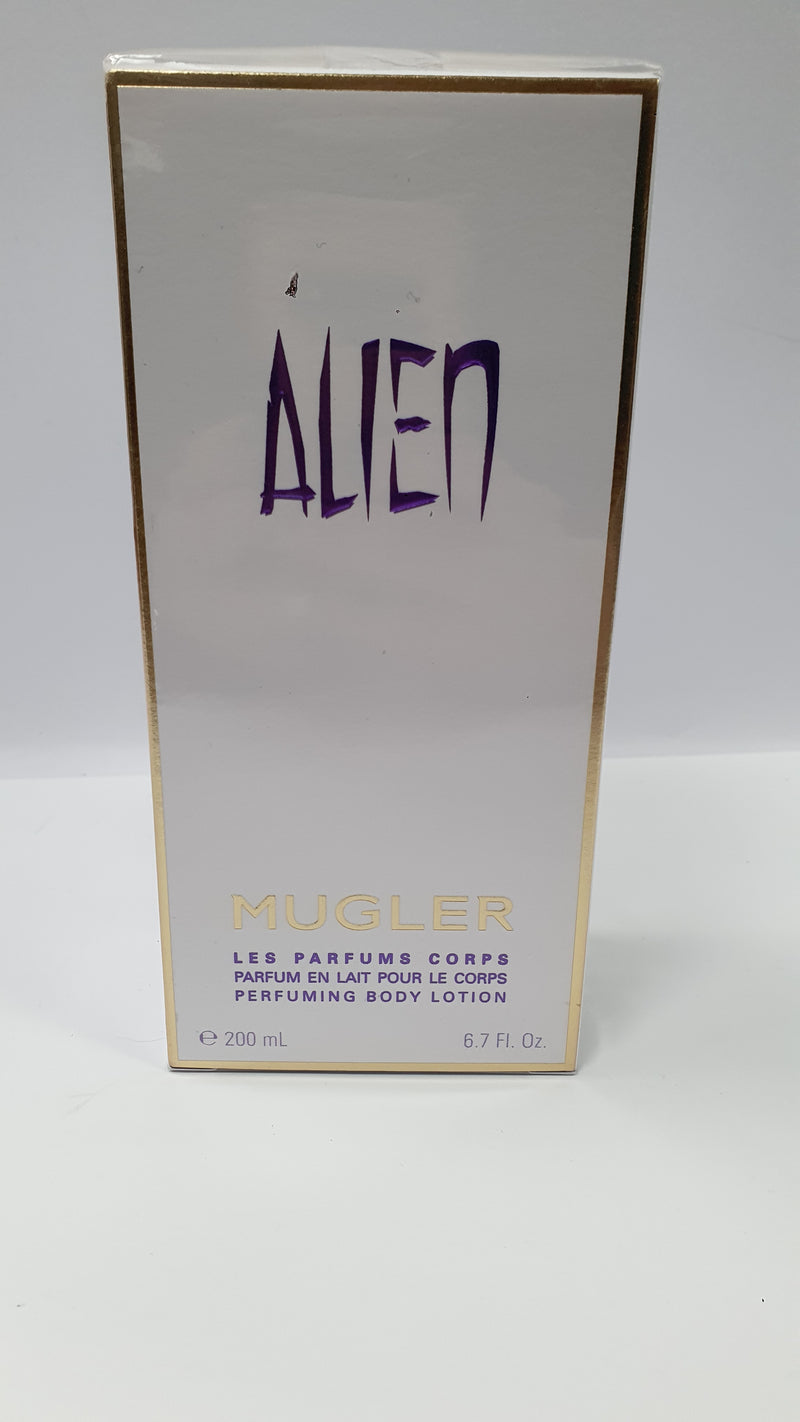 ALIEN
MUGLER
LES PARFUMS CORPS
PARFUM EN LAIT POUR LE CORPS
PERFUMING BODY LOTION
℮ 200 mL 6.7 Fl. Oz.